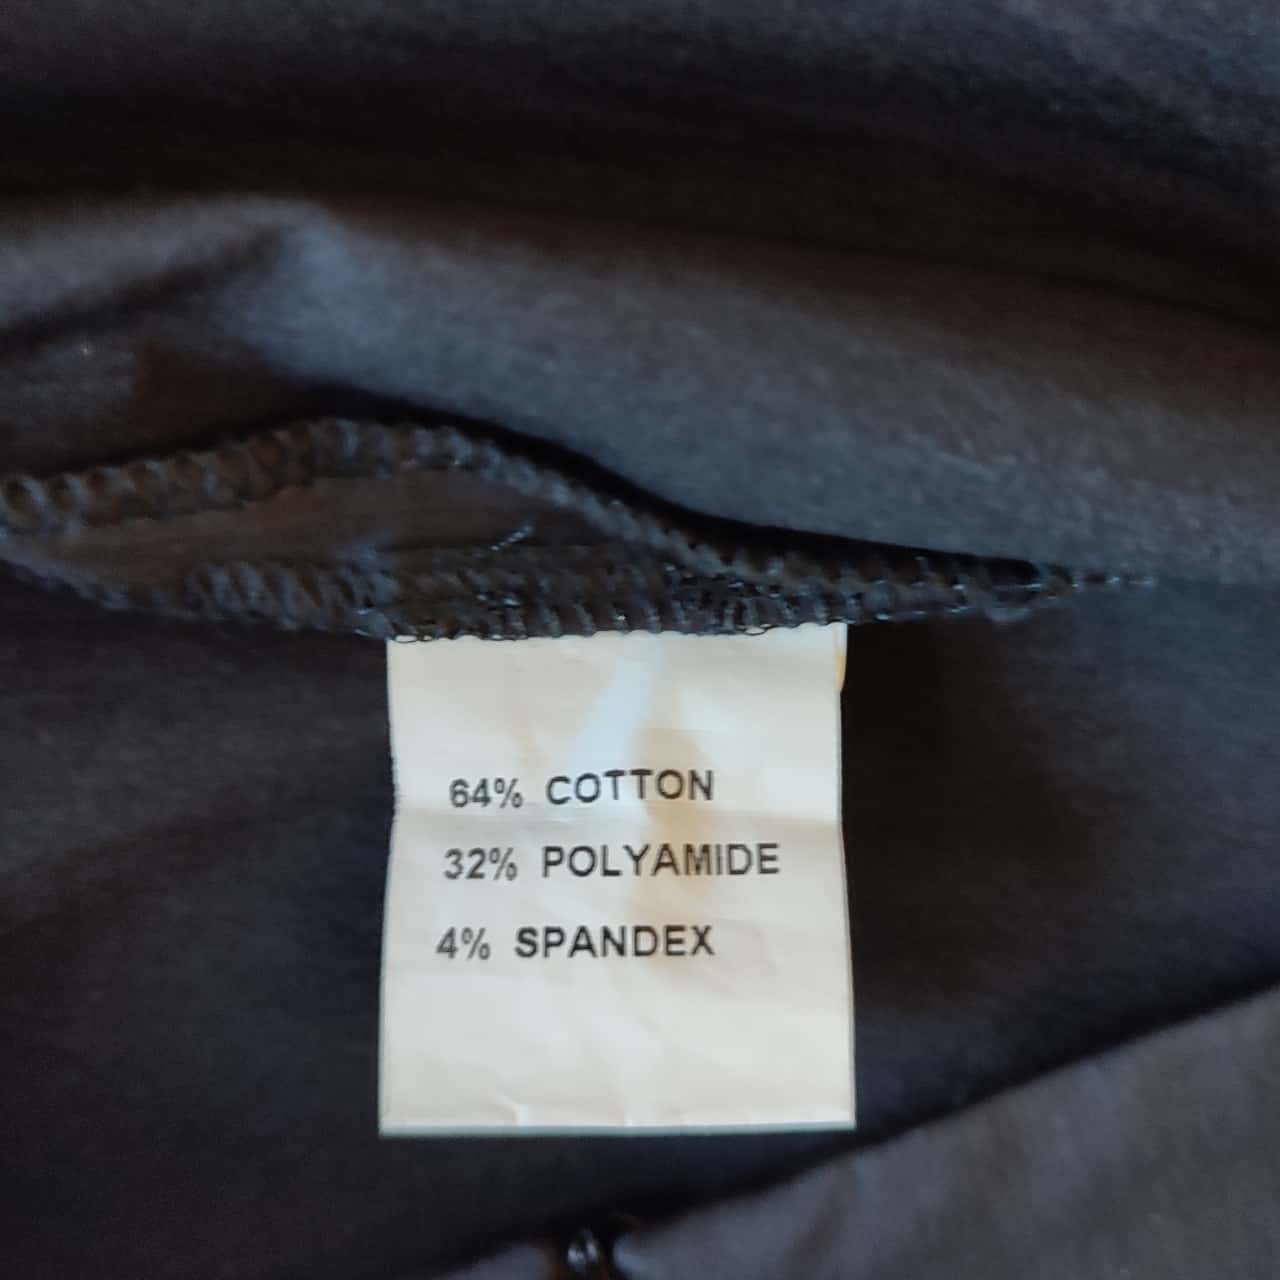 64% COTTON
32% POLYAMIDE
4% SPANDEX